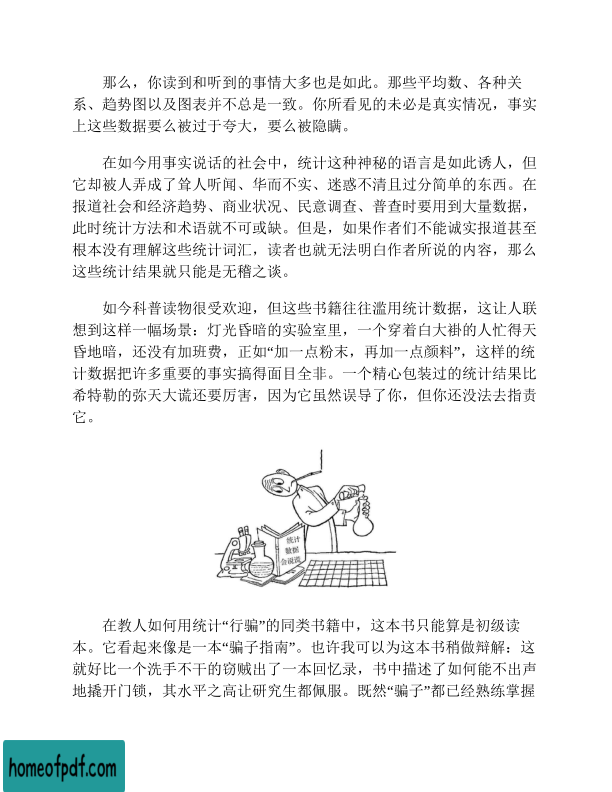 那么，你读到和听到的事情大多也是如此。那些平均数、各种关
系、趋势图以及图表并不总是一致。你所看见的未必是真实情况，事实
上这些数据要么被过于夸大，要么被隐瞒。
在如今用事实说话的社会中，统计这种神秘的语言是如此诱人，但
它却被人弄成了耸人听闻、华而不实、迷惑不清且过分简单的东西。在
报道社会和经济趋势、商业状况、民意调查、普查时要用到大量数据，
此时统计方法和术语就不可或缺。但是，如果作者们不能诚实报道甚至
根本没有理解这些统计词汇，读者也就无法明白作者所说的内容，那么
这些统计结果就只能是无稽之谈。
如今科普读物很受欢迎，但这些书籍往往滥用统计数据，这让人联
想到这样一幅场景：灯光昏暗的实验室里，一个穿着白大褂的人忙得天
昏地暗，还没有加班费，正如“加一点粉末，再加一点颜料”，这样的统
计数据把许多重要的事实搞得面目全非。一个精心包装过的统计结果比
希特勒的弥天大谎还要厉害，因为它虽然误导了你，但你还没法去指责
它。
统计
数据
会说谎
在教人如何用统计“行骗”的同类书籍中，这本书只能算是初级读
本。它看起来像是一本“骗子指南”。也许我可以为这本书稍做辩解：这
就好比一个洗手不干的窃贼出了一本回忆录，书中描述了如何能不出声
地撬开门锁，其水平之高让研究生都佩服。既然“骗子”都已经熟练掌握
homeofpdf.com